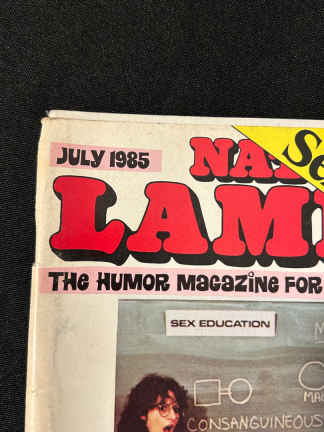 JULY 1985
NA
Se
LAM
THE HUMOR MAGAZINE FOR
SEX EDUCATION
CONSANGUINEOUS